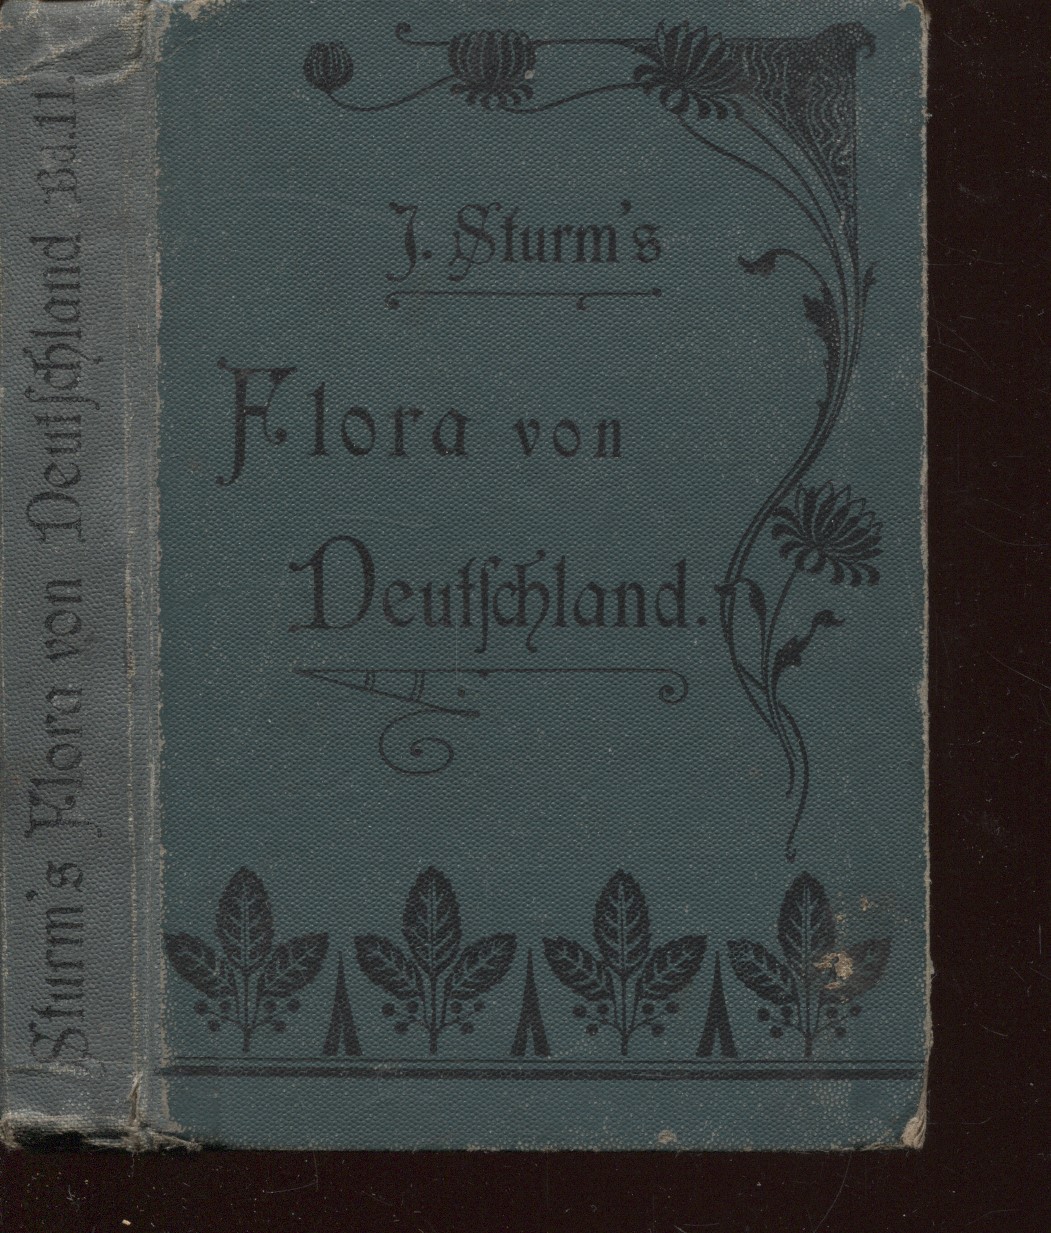 J. Sturm's
Flora von
Deutſchland.
Sturm's Flora von Deutſchland Bd. 11.